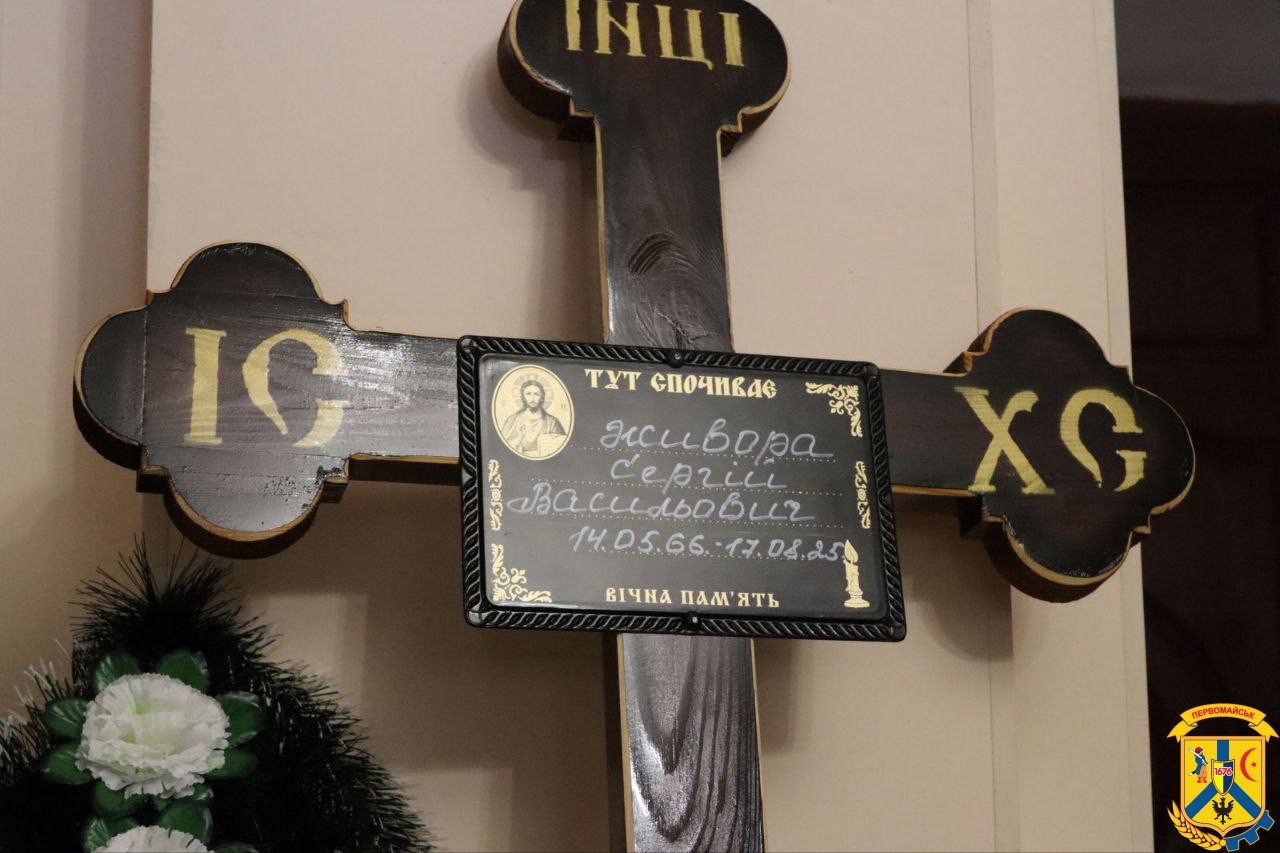 ІНЦІ
ІС
ХС
ТУТ СПОЧИВАЄ
Живора
Сергій
Васильович
14.05.66.-17.08.25.
ВІЧНА ПАМ'ЯТЬ
ПЕРВОМАЙСЬК
1676